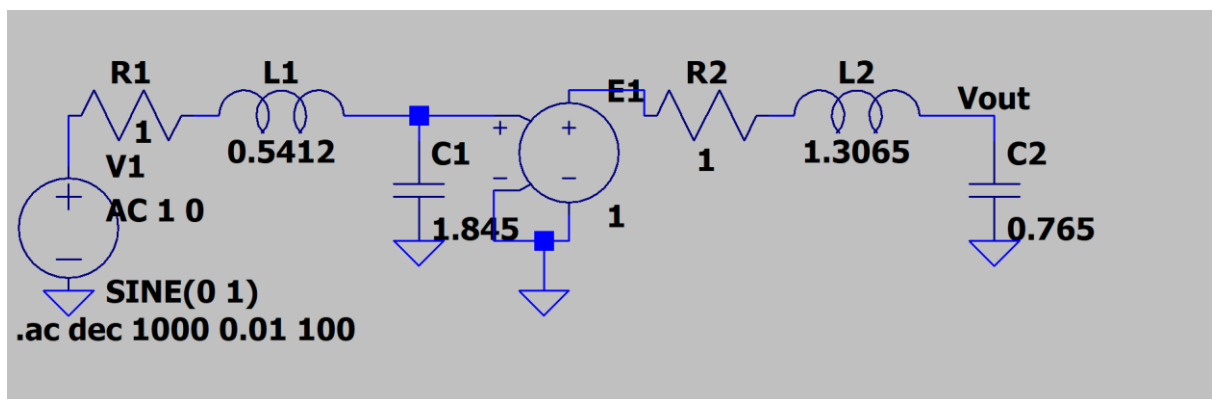 R1
1
L1
0.5412
V1
AC 1 0
SINE(0 1)
.ac dec 1000 0.01 100
C1
1.845
E1
1
R2
1
L2
1.3065
Vout
C2
0.765